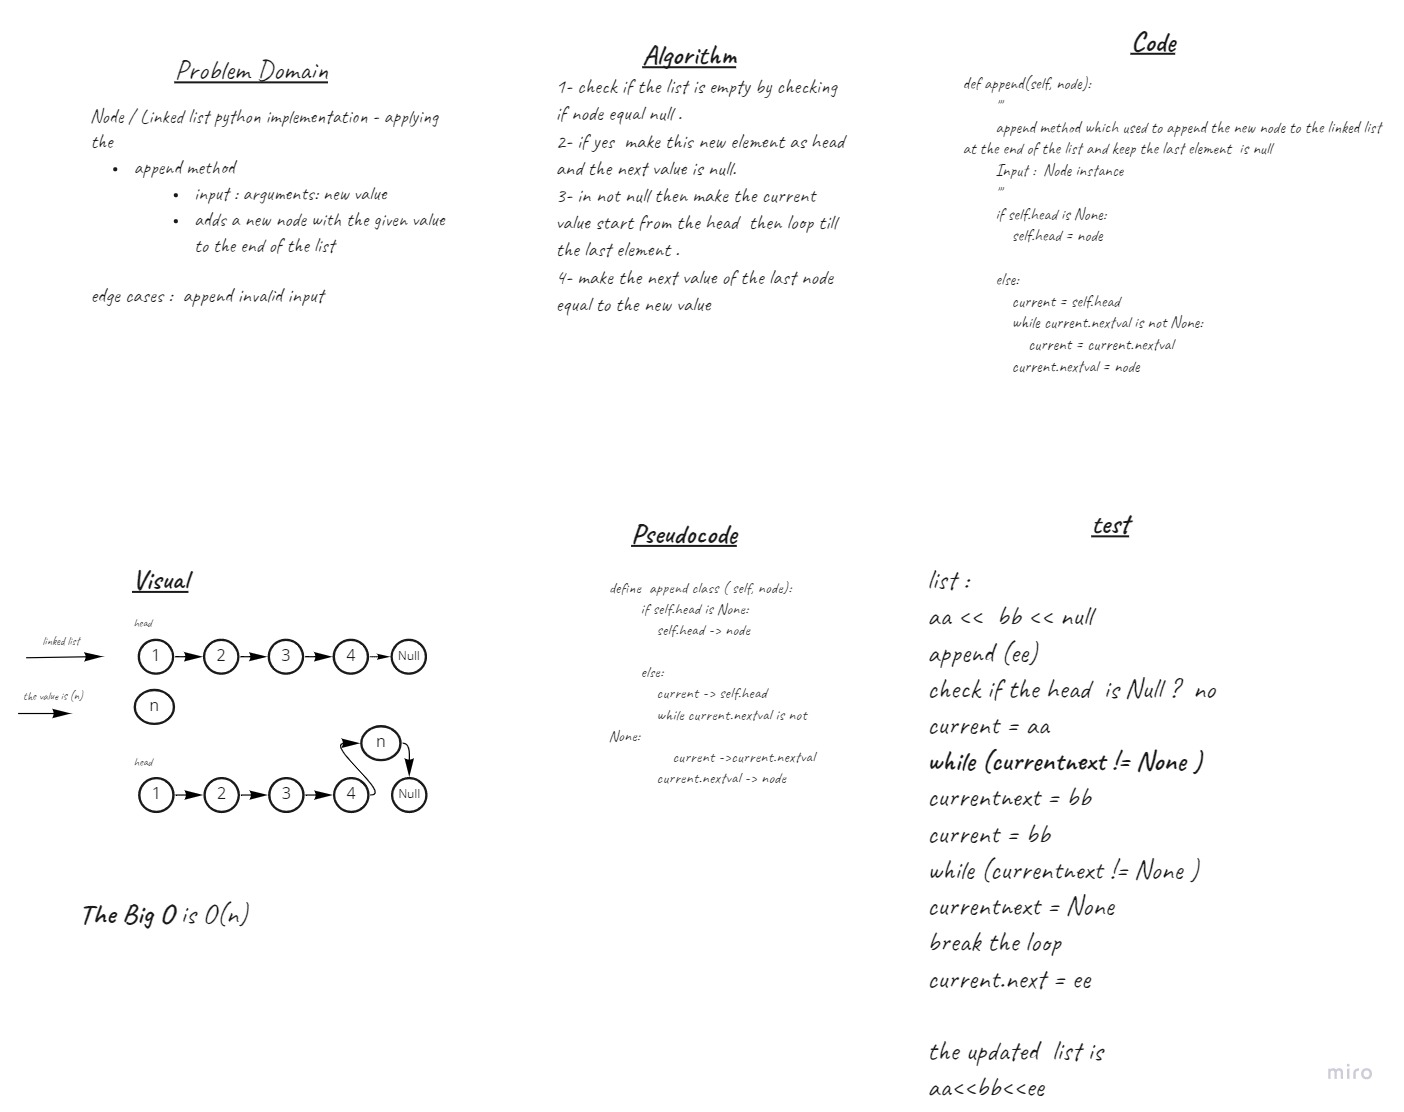 Problem Domain
Node / Linked list python implementation - applying
the
• append method
• input : arguments: new value
• adds a new node with the given value
to the end of the list
edge cases : append invalid input
Algorithm
1- check if the list is empty by checking
if node equal null .
2- if yes make this new element as head
and the next value is null.
3- in not null then make the current
value start from the head then loop till
the last element .
4- make the next value of the last node
equal to the new value
Code
def append(self, node):
'''
append method which used to append the new node to the linked list
at the end of the list and keep the last element is null
Input : Node instance
'''
if self.head is None:
self.head = node
else:
current = self.head
while current.nextval is not None:
current = current.nextval
current.nextval = node
Visual
head
linked list
1 2 3 4 Null
the value is (n)
n
n
head
1 2 3 4 Null
The Big O is O(n)
Pseudocode
define append class ( self, node):
if self.head is None:
self.head -> node
else:
current -> self.head
while current.nextval is not
None:
current ->current.nextval
current.nextval -> node
test
list :
aa << bb << null
append (ee)
check if the head is Null ? no
current = aa
while (currentnext != None )
currentnext = bb
current = bb
while (currentnext != None )
currentnext = None
break the loop
current.next = ee
the updated list is
aa<<bb<<ee
miro